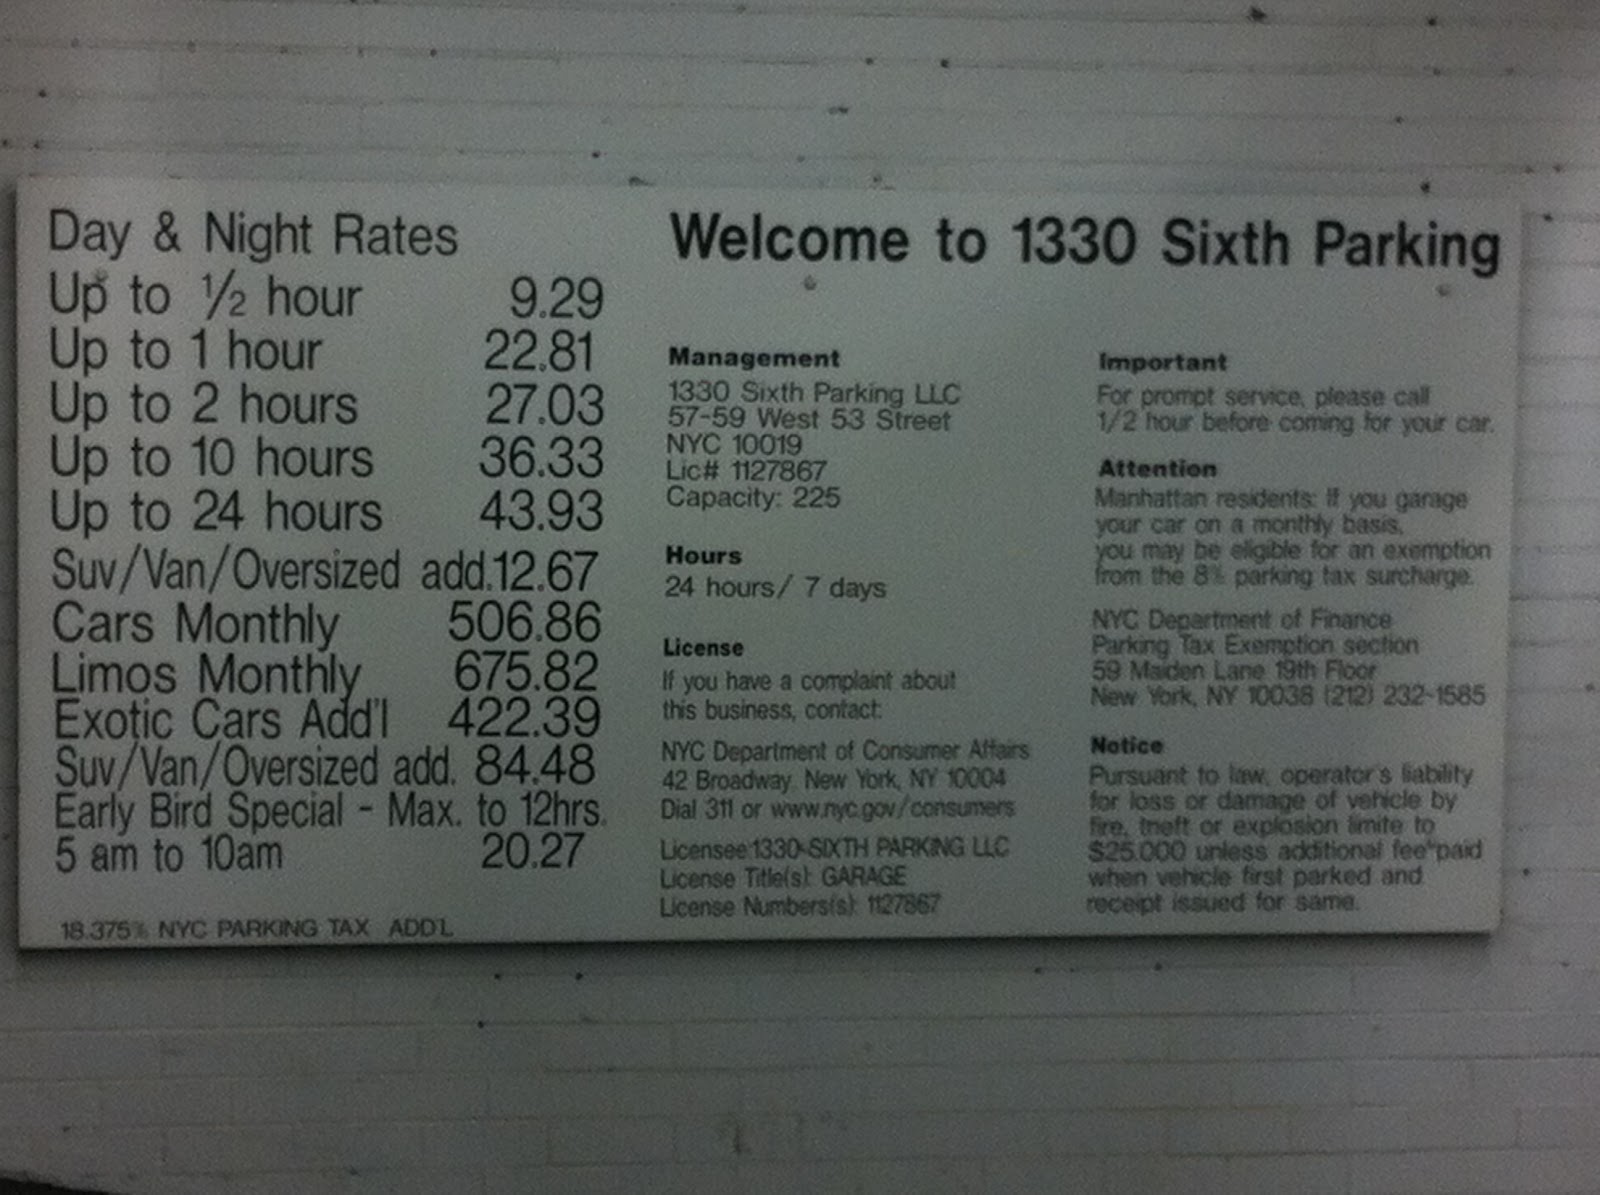 Day & Night Rates
Up to ½ hour 9.29
Up to 1 hour 22.81
Up to 2 hours 27.03
Up to 10 hours 36.33
Up to 24 hours 43.93
Suv/Van/Oversized add.12.67
Cars Monthly 506.86
Limos Monthly 675.82
Exotic Cars Add'l 422.39
Suv/Van/Oversized add. 84.48
Early Bird Special - Max. to 12hrs.
5 am to 10am 20.27
18.375% NYC PARKING TAX ADD'L
Welcome to 1330 Sixth Parking
Management
1330 Sixth Parking LLC
57-59 West 53 Street
NYC 10019
Lic# 1127867
Capacity: 225
Hours
24 hours/ 7 days
License
If you have a complaint about
this business, contact:
NYC Department of Consumer Affairs
42 Broadway, New York, NY 10004
Dial 311 or www.nyc.gov/consumers
Licensee:1330-SIXTH PARKING LLC
License Title(s): GARAGE
License Numbers(s): 1127867
Important
For prompt service, please call
1/2 hour before coming for your car.
Attention
Manhattan residents: If you garage
your car on a monthly basis,
you may be eligible for an exemption
from the 8% parking tax surcharge.
NYC Department of Finance
Parking Tax Exemption section
59 Maiden Lane 19th Floor
New York, NY 10038 (212) 232-1585
Notice
Pursuant to law, operator's liability
for loss or damage of vehicle by
fire, theft or explosion limite to
$25.000 unless additional fee paid
when vehicle first parked and
receipt issued for same.